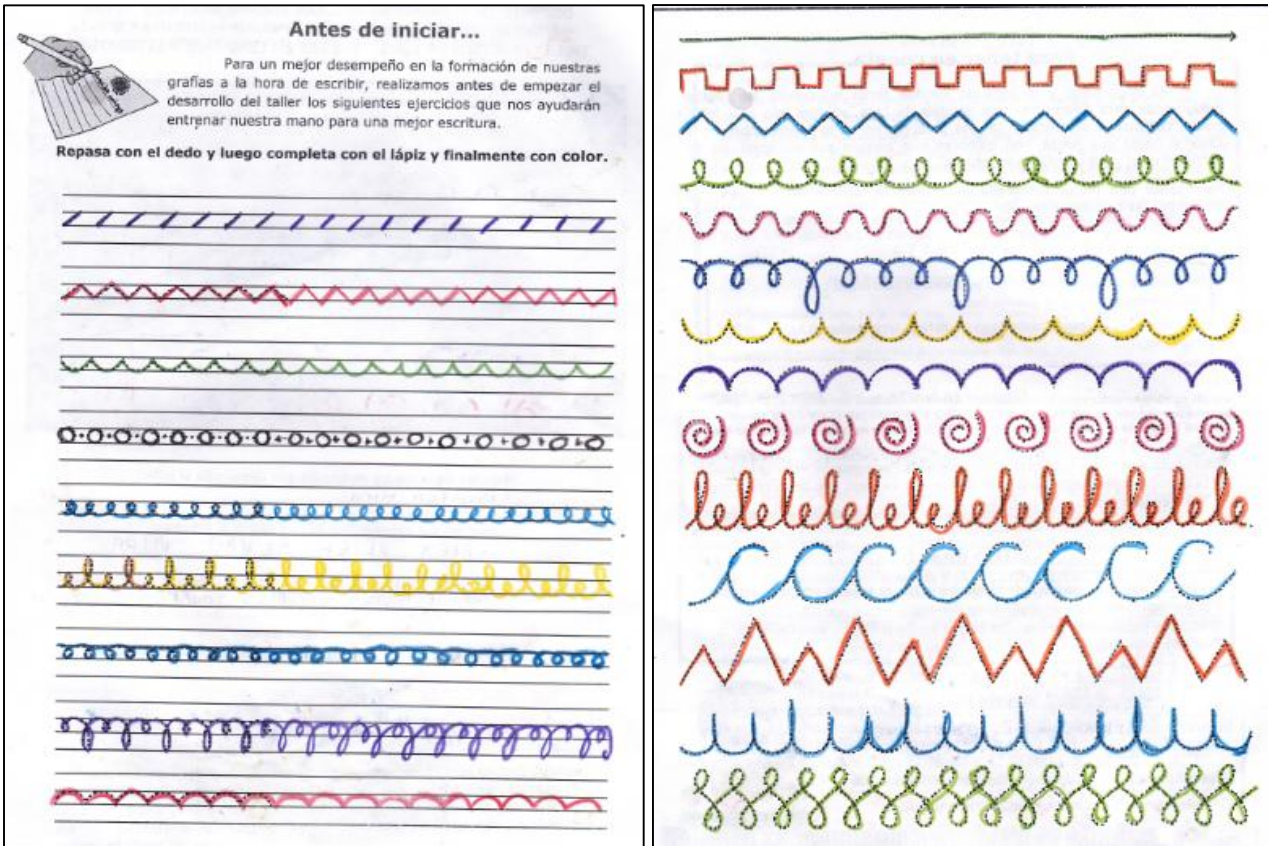 Antes de iniciar...
Para un mejor desempeño en la formación de nuestras
grafías a la hora de escribir, realizamos antes de empezar el
desarrollo del taller los siguientes ejercicios que nos ayudarán
entrenar nuestra mano para una mejor escritura.
Repasa con el dedo y luego completa con el lápiz y finalmente con color.